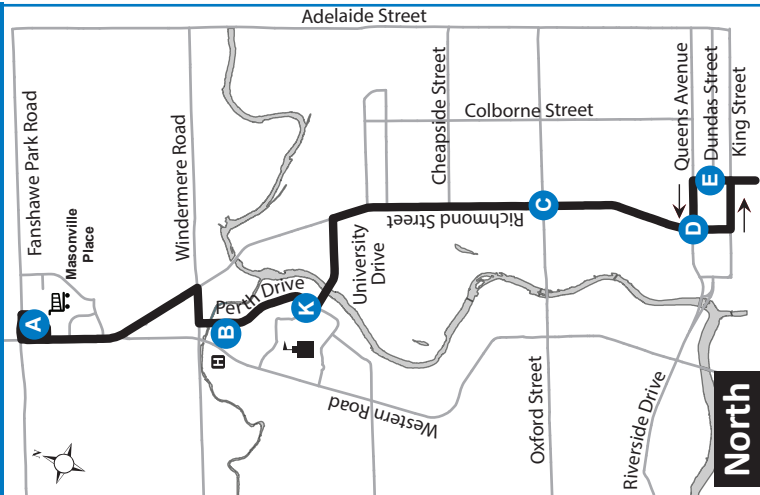 Adelaide Street
Fanshawe Park Road
Masonville
Place
Windermere Road
Cheapside Street
Colborne Street
Queens Avenue
Dundas Street
King Street
Richmond Street
University
Drive
Perth Drive
Western Road
Oxford Street
Riverside Drive
North
A
B
K
C
D
E
H
N